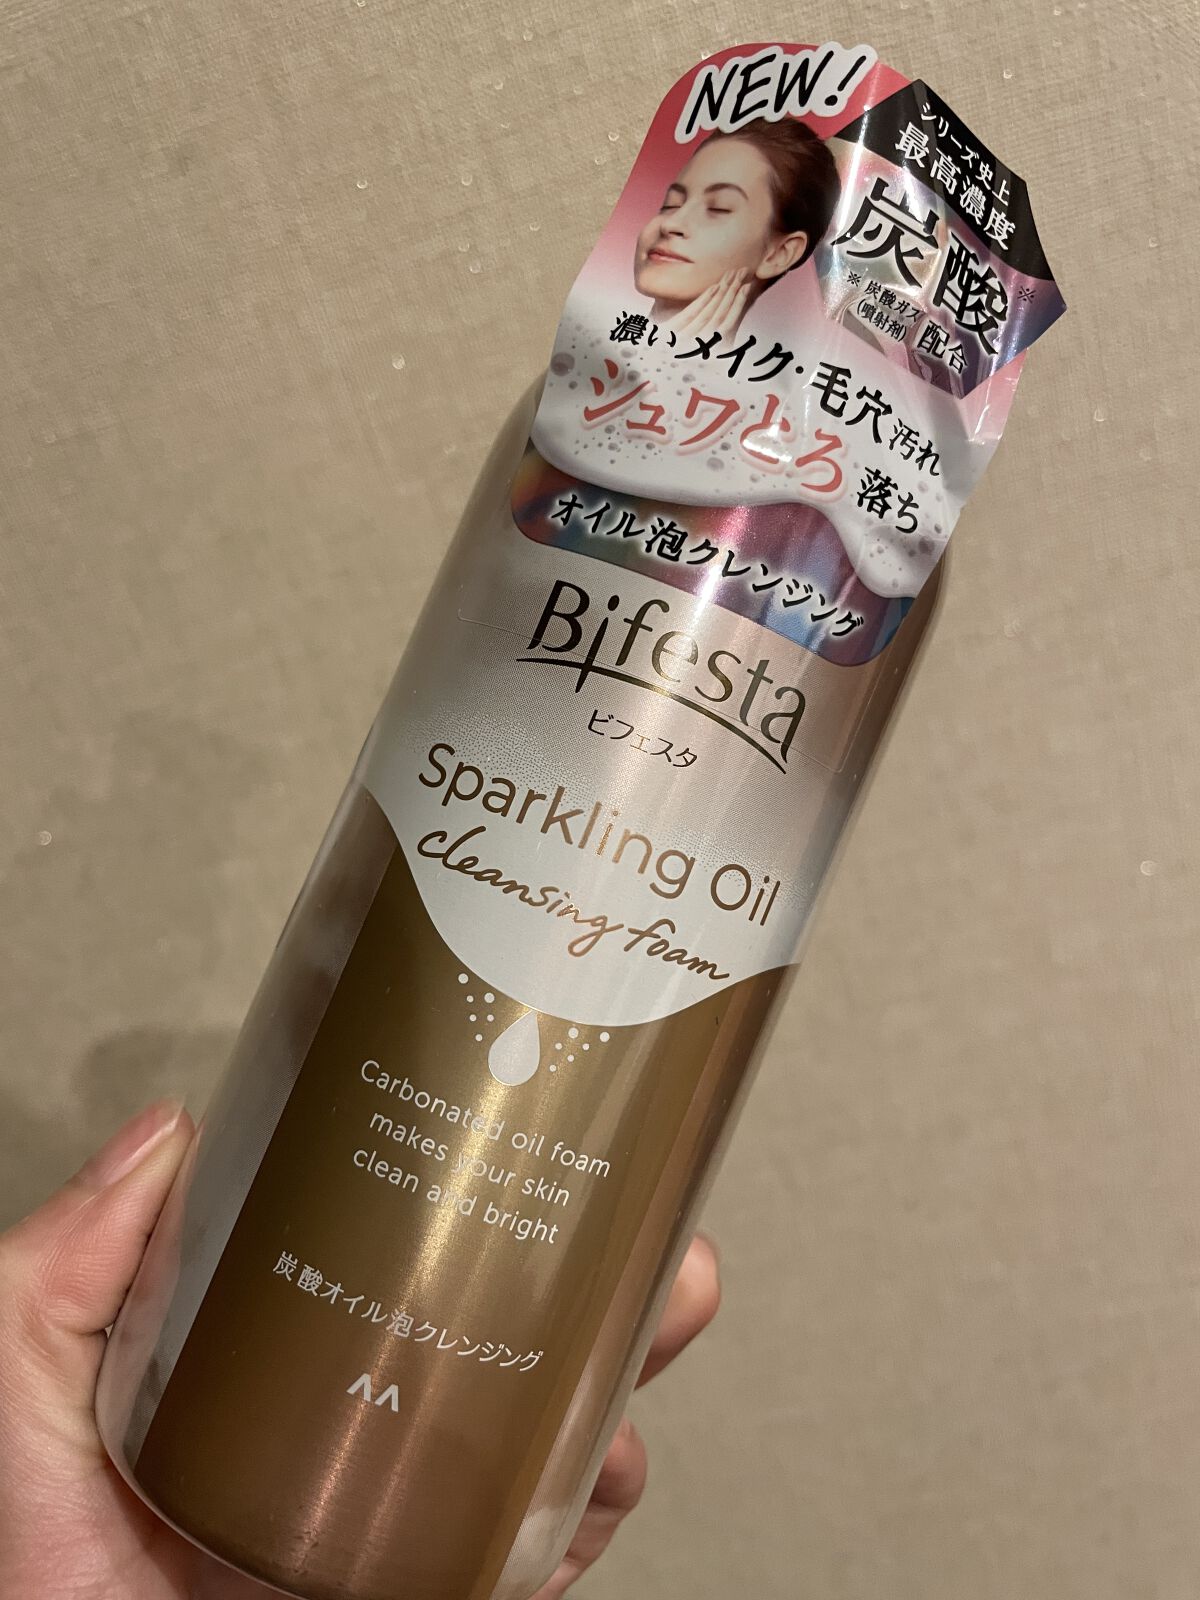 NEW!
シリーズ史上
最高濃度
炭酸※
※炭酸ガス
(噴射剤)
配合
濃いメイク・毛穴汚れ
シュワとろ落ち
オイル泡クレンジング
Bifesta
ビフェスタ
Sparkling Oil
cleansing foam
Carbonated oil foam
makes your skin
clean and bright
炭酸オイル泡クレンジング